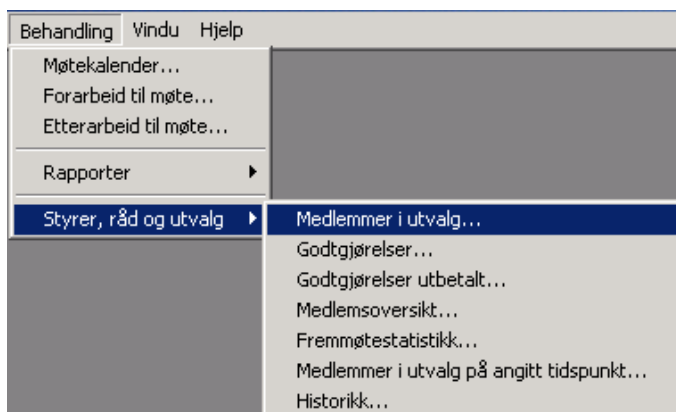 Behandling Vindu Hjelp
Møtekalender...
Forarbeid til møte...
Etterarbeid til møte...
Rapporter
Styrer, råd og utvalg
Medlemmer i utvalg...
Godtgjørelser...
Godtgjørelser utbetalt...
Medlemsoversikt...
Fremmøtestatistikk...
Medlemmer i utvalg på angitt tidspunkt...
Historikk...